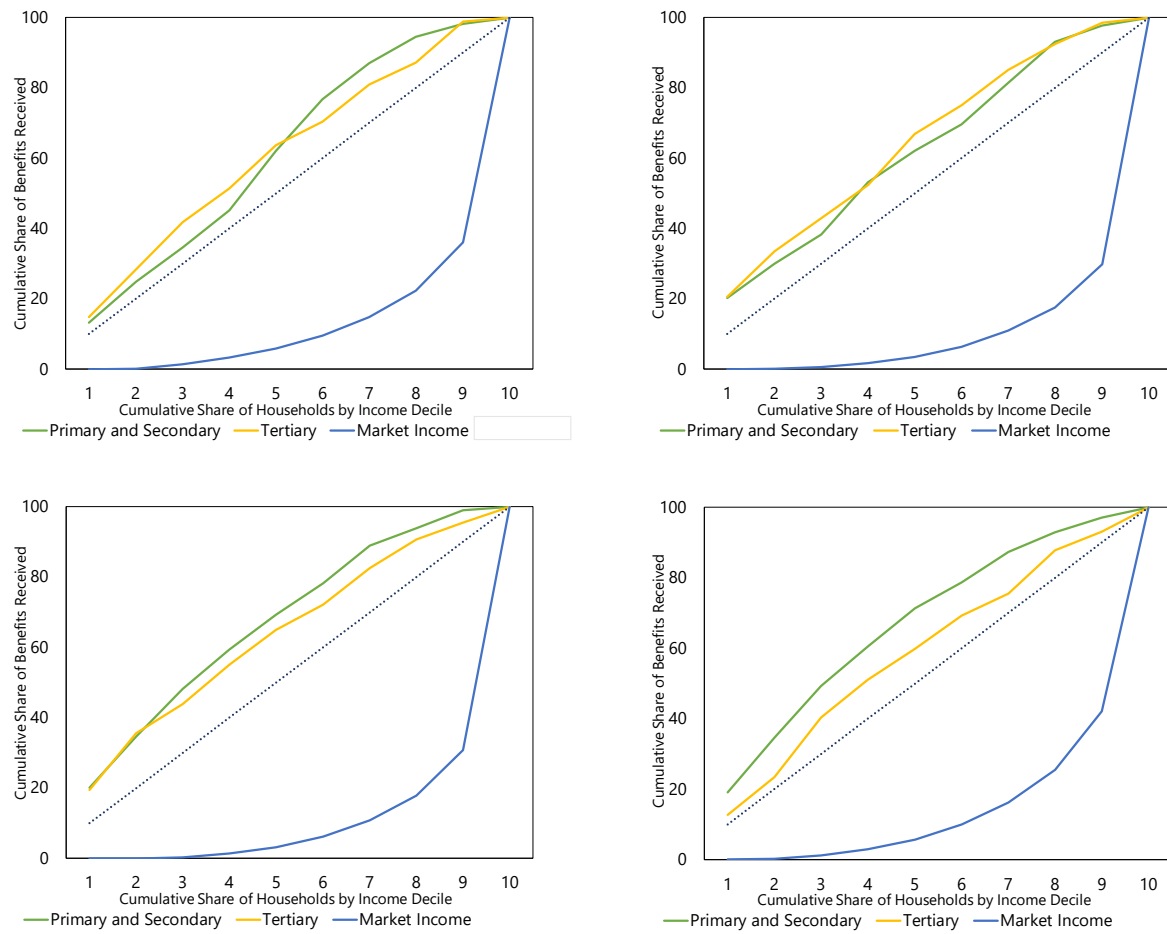 Cumulative Share of Benefits Received
100
80
60
40
20
0
1 2 3 4 5 6 7 8 9 10
Cumulative Share of Households by Income Decile
Primary and Secondary Tertiary Market Income
Cumulative Share of Benefits Received
100
80
60
40
20
0
1 2 3 4 5 6 7 8 9 10
Cumulative Share of Households by Income Decile
Primary and Secondary Tertiary Market Income
Cumulative Share of Benefits Received
100
80
60
40
20
0
1 2 3 4 5 6 7 8 9 10
Cumulative Share of Households by Income Decile
Primary and Secondary Tertiary Market Income
Cumulative Share of Benefits Received
100
80
60
40
20
0
1 2 3 4 5 6 7 8 9 10
Cumulative Share of Households by Income Decile
Primary and Secondary Tertiary Market Income